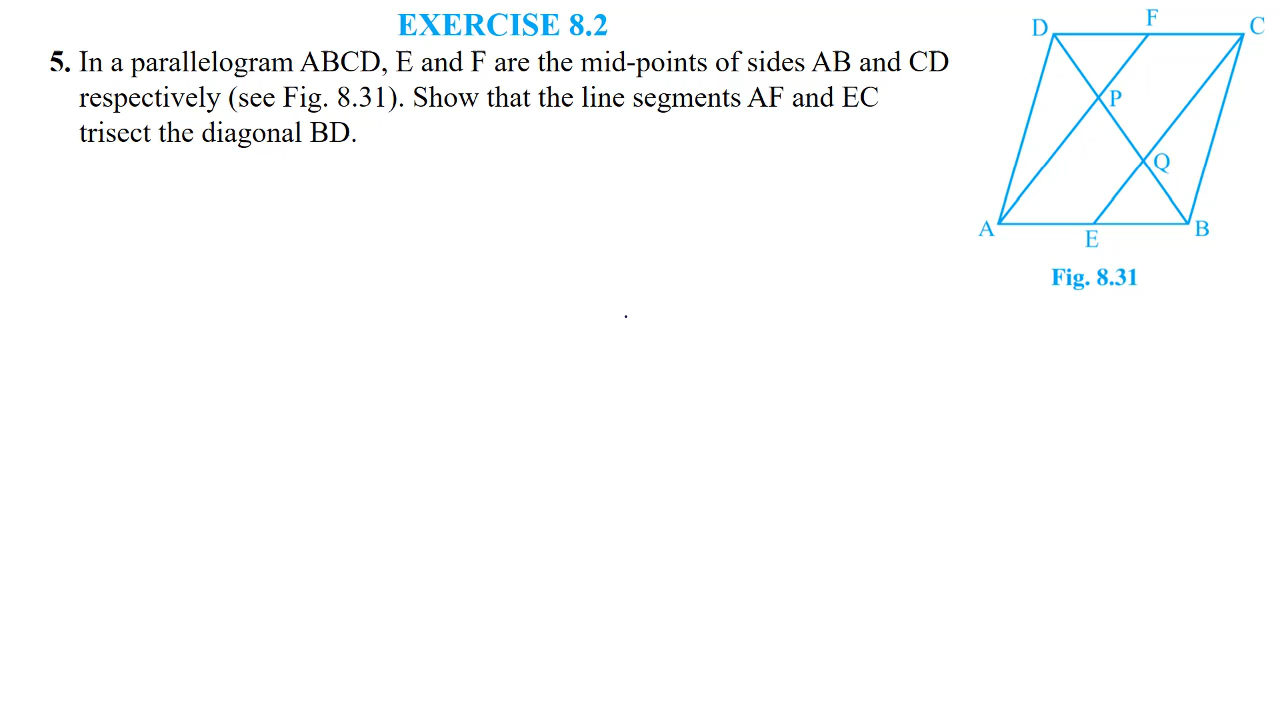 EXERCISE 8.2
5. In a parallelogram ABCD, E and F are the mid-points of sides AB and CD
respectively (see Fig. 8.31). Show that the line segments AF and EC
trisect the diagonal BD.
D
F
C
P
Q
A
E
B
Fig. 8.31